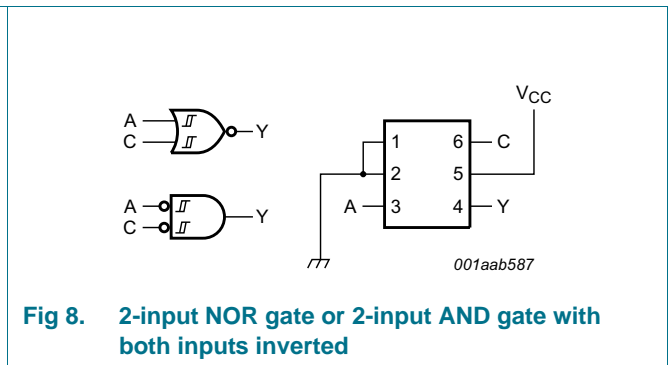 A
C
Y
A
C
Y
VCC
1 6 C
2 5
A 3 4 Y
001aab587
Fig 8. 2-input NOR gate or 2-input AND gate with
both inputs inverted